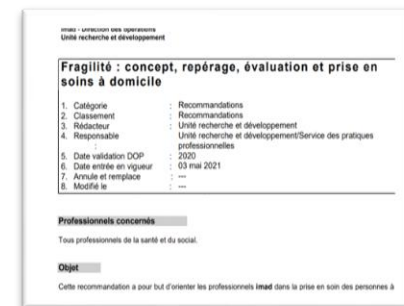 imad - Direction des opérations
Unité recherche et développement
Fragilité : concept, repérage, évaluation et prise en
soins à domicile
1. Catégorie : Recommandations
2. Classement : Recommandations
3. Rédacteur : Unité recherche et développement
4. Responsable : Unité recherche et développement/Service des pratiques
professionnelles
5. Date validation DOP : 2020
6. Date entrée en vigueur : 03 mai 2021
7. Annule et remplace : ---
8. Modifié le : ---
Professionnels concernés
Tous professionnels de la santé et du social.
Objet
Cette recommandation a pour but d'orienter les professionnels imad dans la prise en soin des personnes à